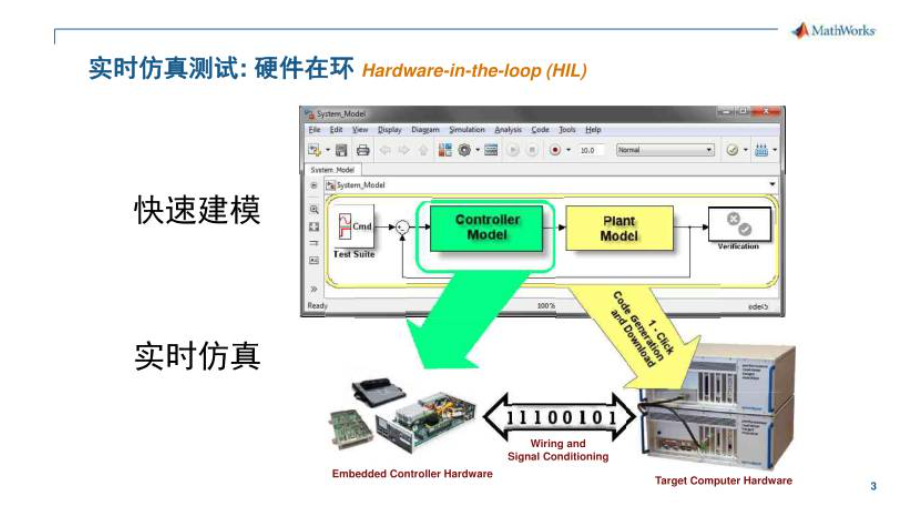 MathWorks
实时仿真测试: 硬件在环 Hardware-in-the-loop (HIL)
System_Model
File Edit View Display Diagram Simulation Analysis Code Tools Help
10.0 Normal
System_Model
System_Model
快速建模
Cmd
Test Suite
Controller
Model
Plant
Model
Verification
Ready 100%
1 - Click
Code Generation
and Download
实时仿真
11100101
Wiring and
Signal Conditioning
Embedded Controller Hardware
Target Computer Hardware
3